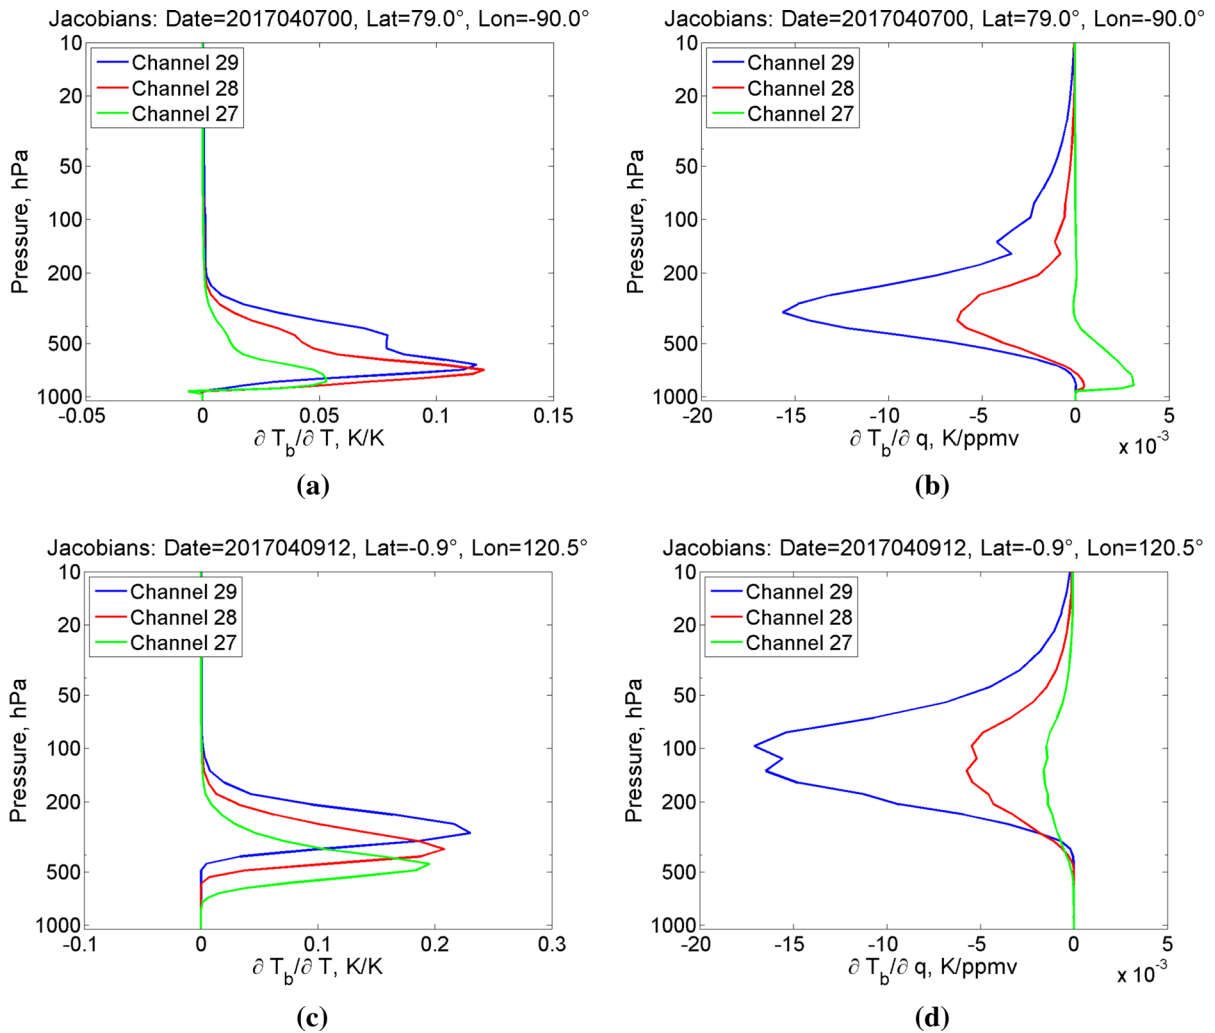 Jacobians: Date=2017040700, Lat=79.0°, Lon=-90.0°
10
20
50
100
200
500
1000
Pressure, hPa
Channel 29
Channel 28
Channel 27
-0.05 0 0.05 0.1 0.15
∂ T_b/∂ T, K/K
(a)
Jacobians: Date=2017040700, Lat=79.0°, Lon=-90.0°
10
20
50
100
200
500
1000
Pressure, hPa
Channel 29
Channel 28
Channel 27
-20 -15 -10 -5 0 5
∂ T_b/∂ q, K/ppmv
x 10^-3
(b)
Jacobians: Date=2017040912, Lat=-0.9°, Lon=120.5°
10
20
50
100
200
500
1000
Pressure, hPa
Channel 29
Channel 28
Channel 27
-0.1 0 0.1 0.2 0.3
∂ T_b/∂ T, K/K
(c)
Jacobians: Date=2017040912, Lat=-0.9°, Lon=120.5°
10
20
50
100
200
500
1000
Pressure, hPa
Channel 29
Channel 28
Channel 27
-20 -15 -10 -5 0 5
∂ T_b/∂ q, K/ppmv
x 10^-3
(d)